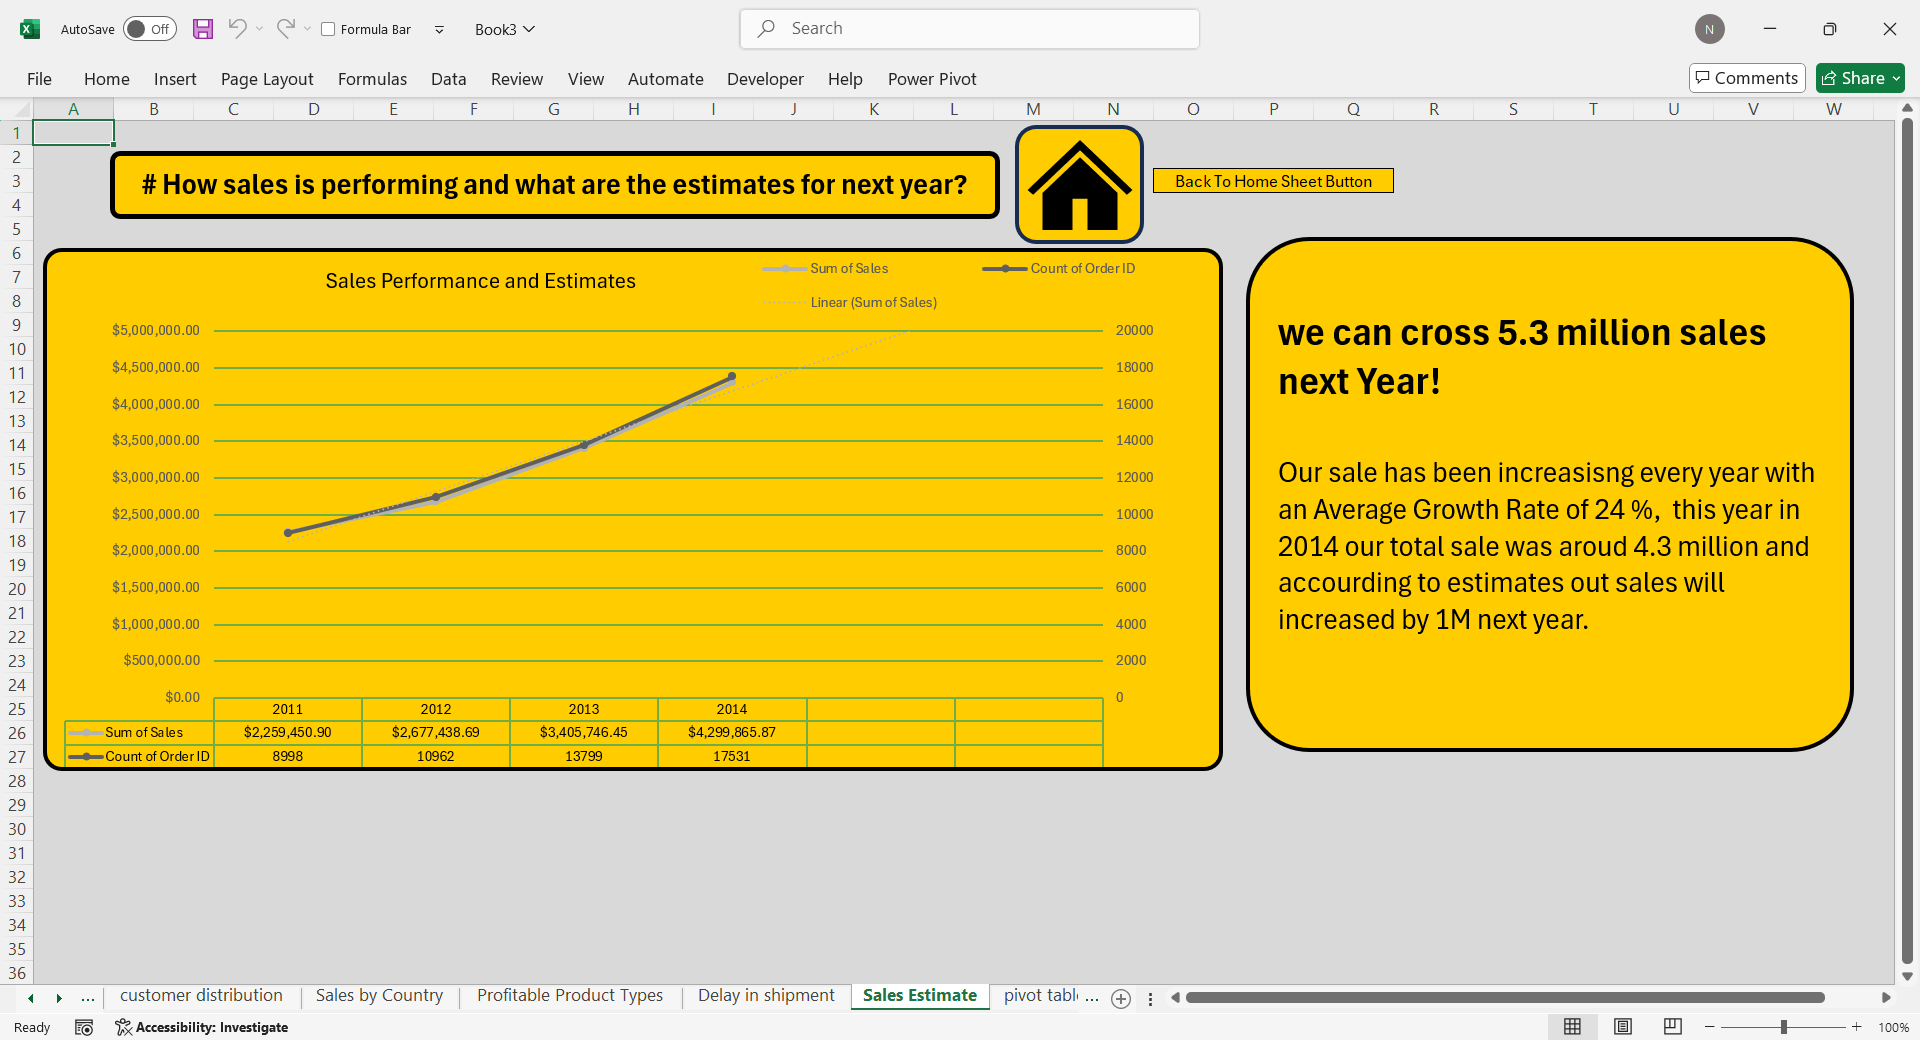 AutoSave Off Formula Bar Book3 Search N
File Home Insert Page Layout Formulas Data Review View Automate Developer Help Power Pivot Comments Share
A B C D E F G H I J K L M N O P Q R S T U V W
1
2
3
4
5
6
7
8
9
10
11
12
13
14
15
16
17
18
19
20
21
22
23
24
25
26
27
28
29
30
31
32
33
34
35
36
# How sales is performing and what are the estimates for next year?
Back To Home Sheet Button
Sales Performance and Estimates
Sum of Sales Count of Order ID
Linear (Sum of Sales)
$5,000,000.00 20000
$4,500,000.00 18000
$4,000,000.00 16000
$3,500,000.00 14000
$3,000,000.00 12000
$2,500,000.00 10000
$2,000,000.00 8000
$1,500,000.00 6000
$1,000,000.00 4000
$500,000.00 2000
$0.00 0
2011 2012 2013 2014
Sum of Sales $2,259,450.90 $2,677,438.69 $3,405,746.45 $4,299,865.87
Count of Order ID 8998 10962 13799 17531
we can cross 5.3 million sales
next Year!
Our sale has been increasisng every year with
an Average Growth Rate of 24 %, this year in
2014 our total sale was aroud 4.3 million and
accourding to estimates out sales will
increased by 1M next year.
... customer distribution Sales by Country Profitable Product Types Delay in shipment Sales Estimate pivot tabl ...
Ready Accessibility: Investigate 100%